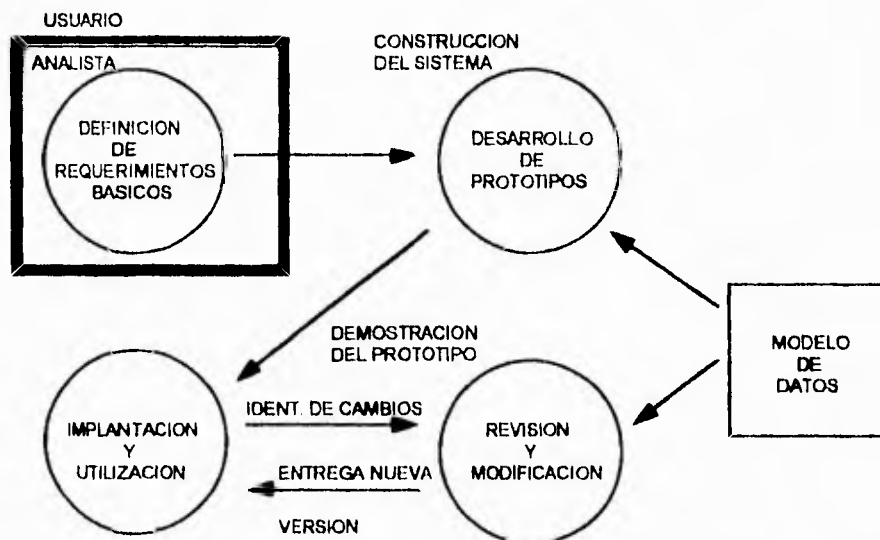 USUARIO
ANALISTA
DEFINICION
DE
REQUERIMIENTOS
BASICOS
CONSTRUCCION
DEL SISTEMA
DESARROLLO
DE
PROTOTIPOS
DEMOSTRACION
DEL PROTOTIPO
MODELO
DE
DATOS
IMPLANTACION
Y
UTILIZACION
IDENT. DE CAMBIOS
ENTREGA NUEVA
VERSION
REVISION
Y
MODIFICACION